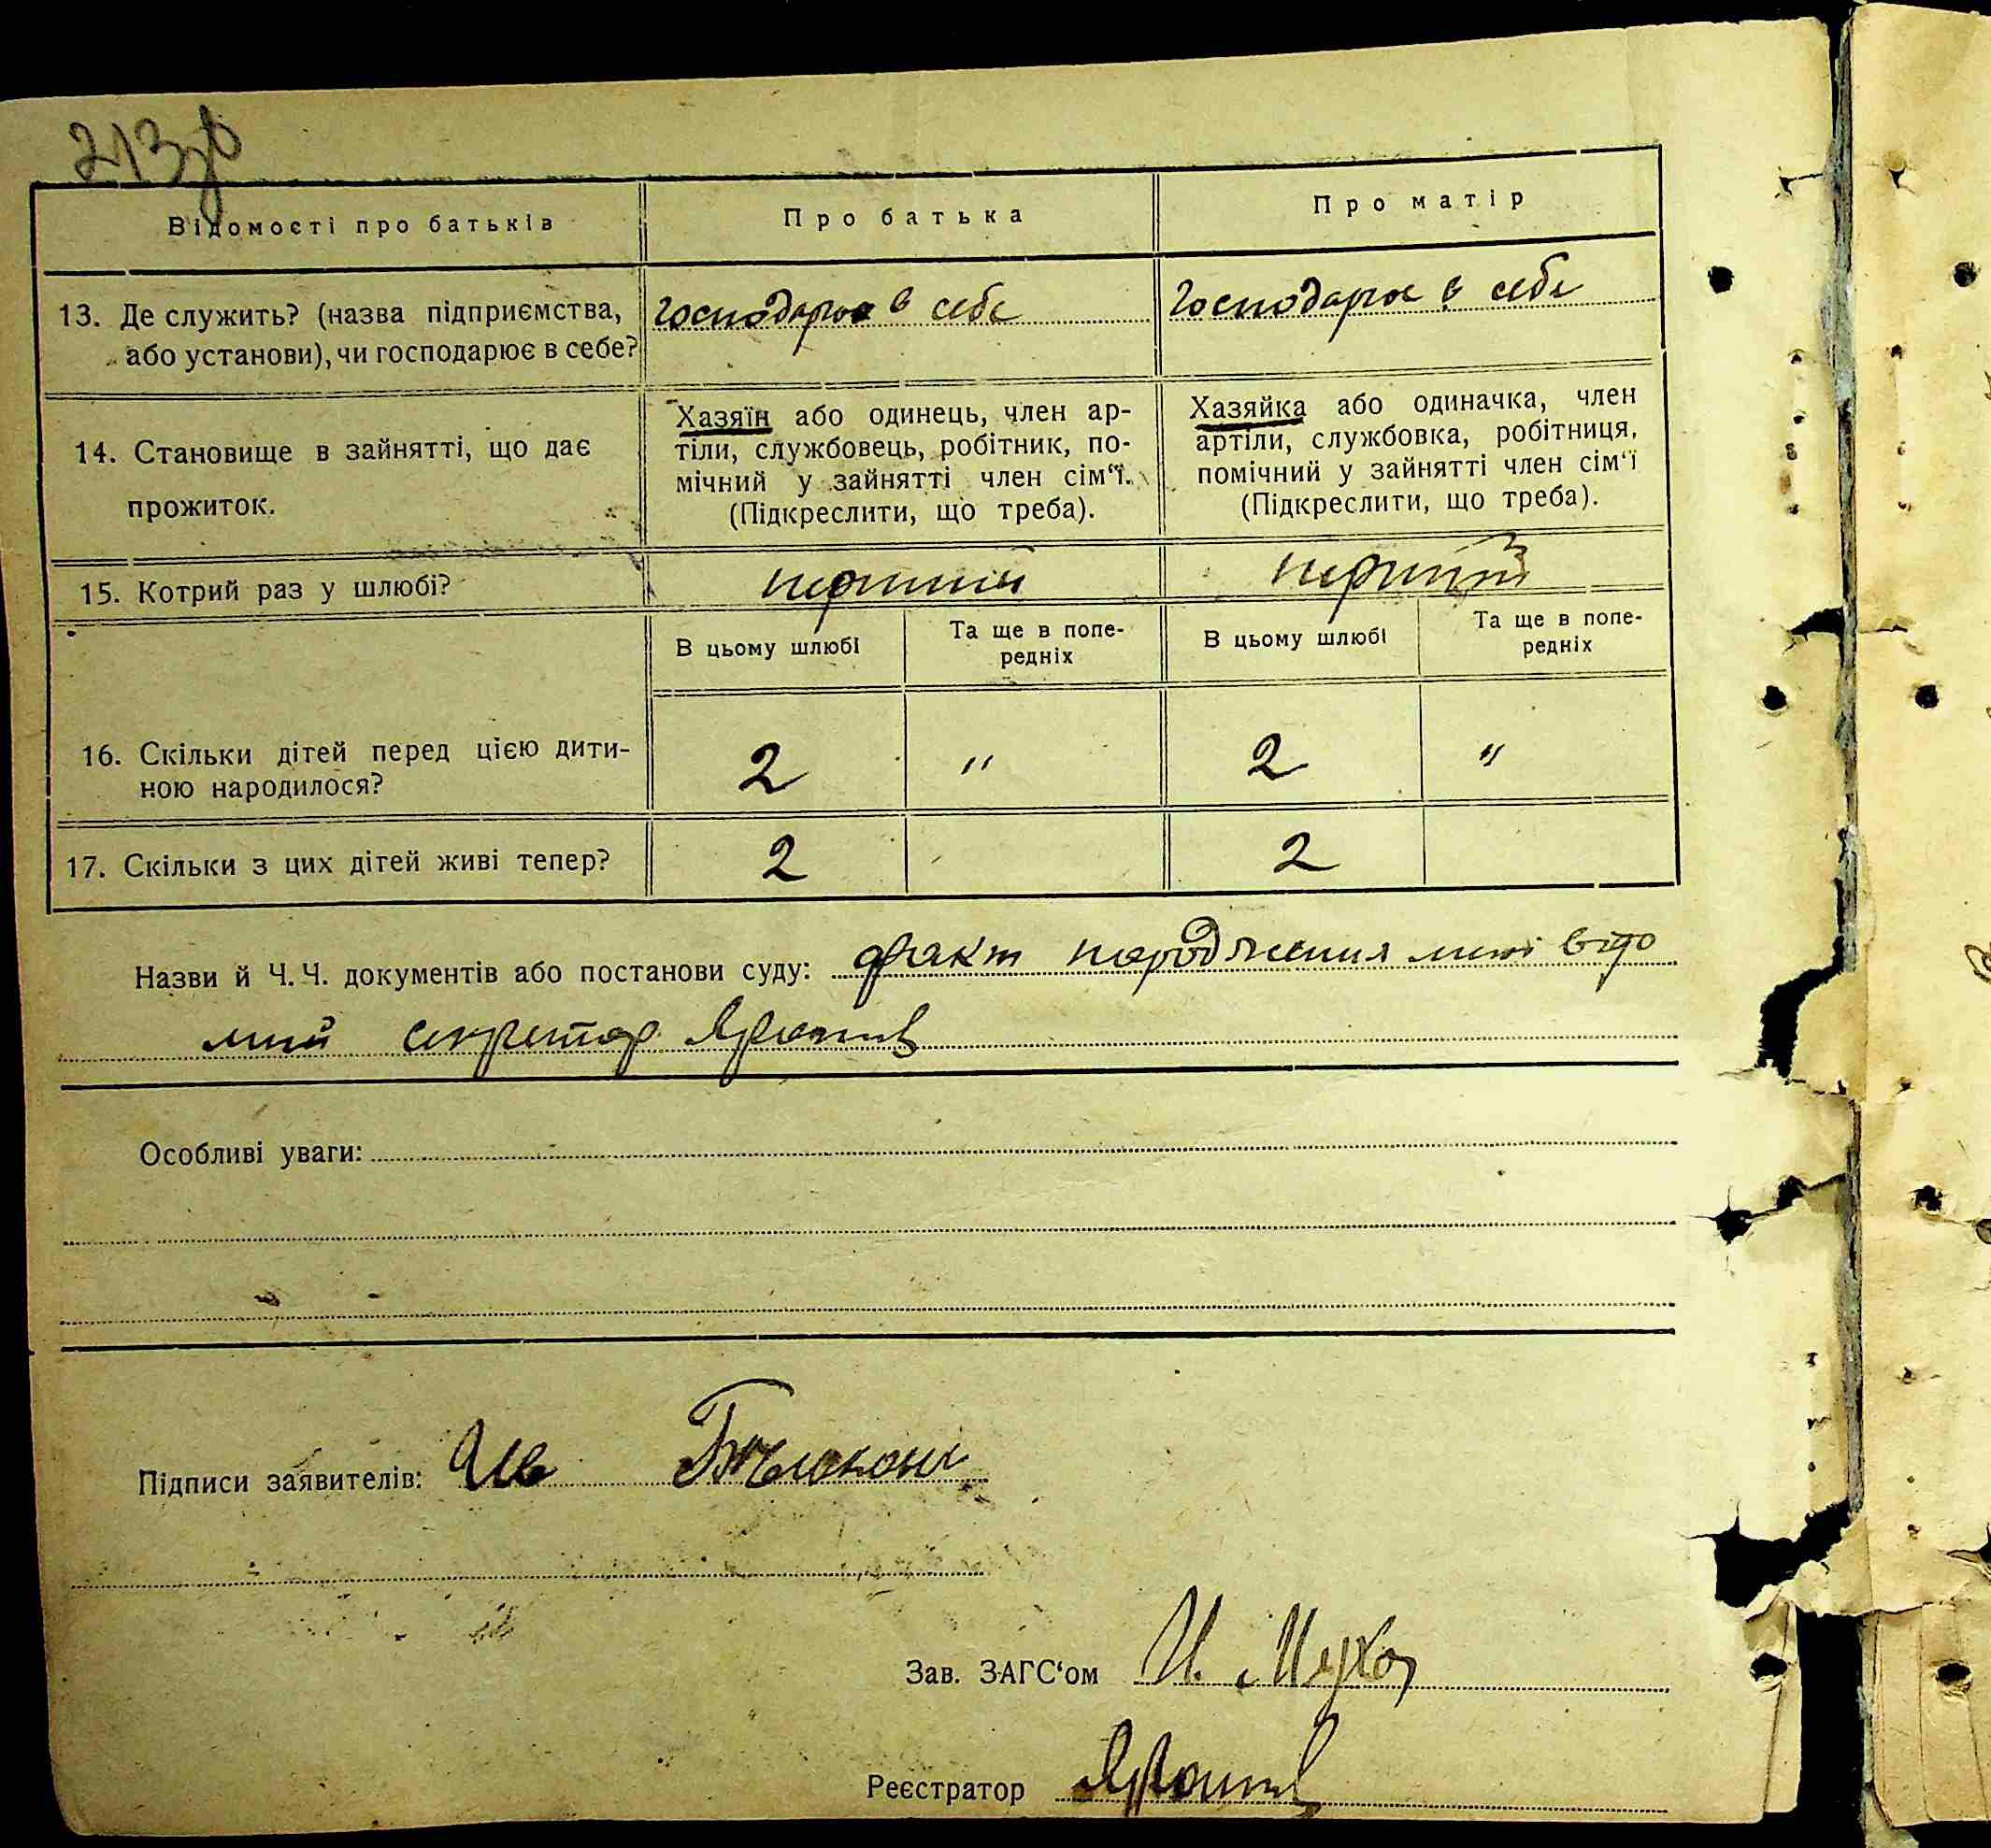 213зв
Відомості про батьків
Про батька
Про матір
13. Де служить? (назва підприємства,
або установи), чи господарює в себе?
господарює в себе
господарює в себе
14. Становище в зайнятті, що дає
прожиток.
Хазяїн або одинець, член ар-
тіли, службовець, робітник, по-
мічний у зайнятті член сім‘ї.
(Підкреслити, що треба).
Хазяйка або одиначка, член
артіли, службовка, робітниця,
помічний у зайнятті член сім‘ї
(Підкреслити, що треба).
15. Котрий раз у шлюбі?
перший
перший
В цьому шлюбі
Та ще в попе-
редніх
В цьому шлюбі
Та ще в попе-
редніх
16. Скільки дітей перед цією дити-
ною народилося?
2
"
2
"
17. Скільки з цих дітей живі тепер?
2
2
Назви й Ч. Ч. документів або постанови суду: факт народження мині відо
мий секретар
Особливі уваги:
Підписи заявителів:
Зав. ЗАГС‘ом И. Муха
Реєстратор